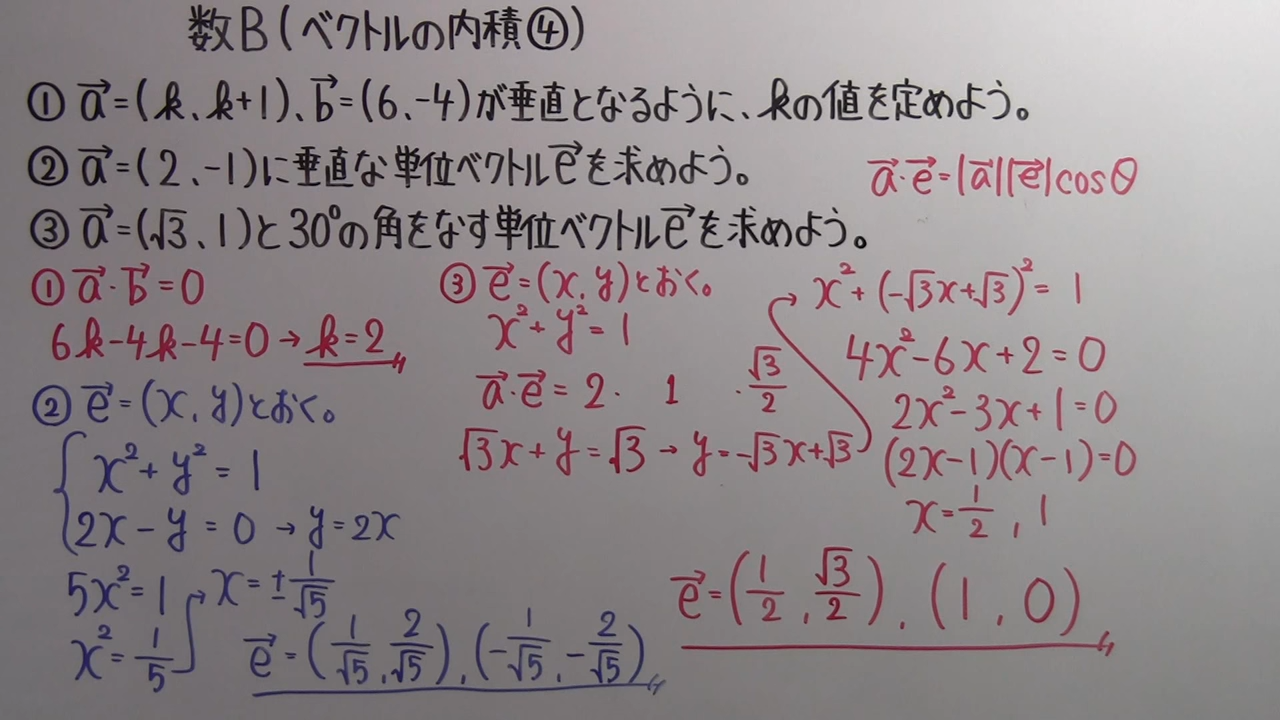 数B(ベクトルの内積④)
① a→=(k、k+1)、b→=(6、-4)が垂直となるように、kの値を定めよう。
② a→=(2、-1)に垂直な単位ベクトルe→を求めよう。
a→・e→=|a→||e→|cosθ
③ a→=(√3、1)と30°の角をなす単位ベクトルe→を求めよう。
① a→・b→=0
6k-4k-4=0→k=2
② e→=(x,y)とおく。
x²+y²=1
2x-y=0→y=2x
5x²=1
x²=1/5
x=±1/√5
e→=(1/√5,2/√5),(-1/√5,-2/√5)
③ e→=(x,y)とおく。
x²+y²=1
a→・e→=2・1・√3/2
√3x+y=√3→y=-√3x+√3
x²+(-√3x+√3)²=1
4x²-6x+2=0
2x²-3x+1=0
(2x-1)(x-1)=0
x=1/2,1
e→=(1/2,√3/2),(1,0)